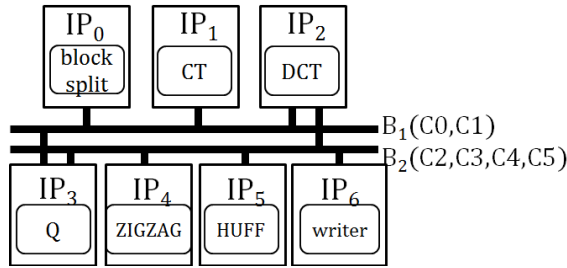 IP₀
block
split
IP₁
CT
IP₂
DCT
B₁(C0,C1)
B₂(C2,C3,C4,C5)
IP₃
Q
IP₄
ZIGZAG
IP₅
HUFF
IP₆
writer